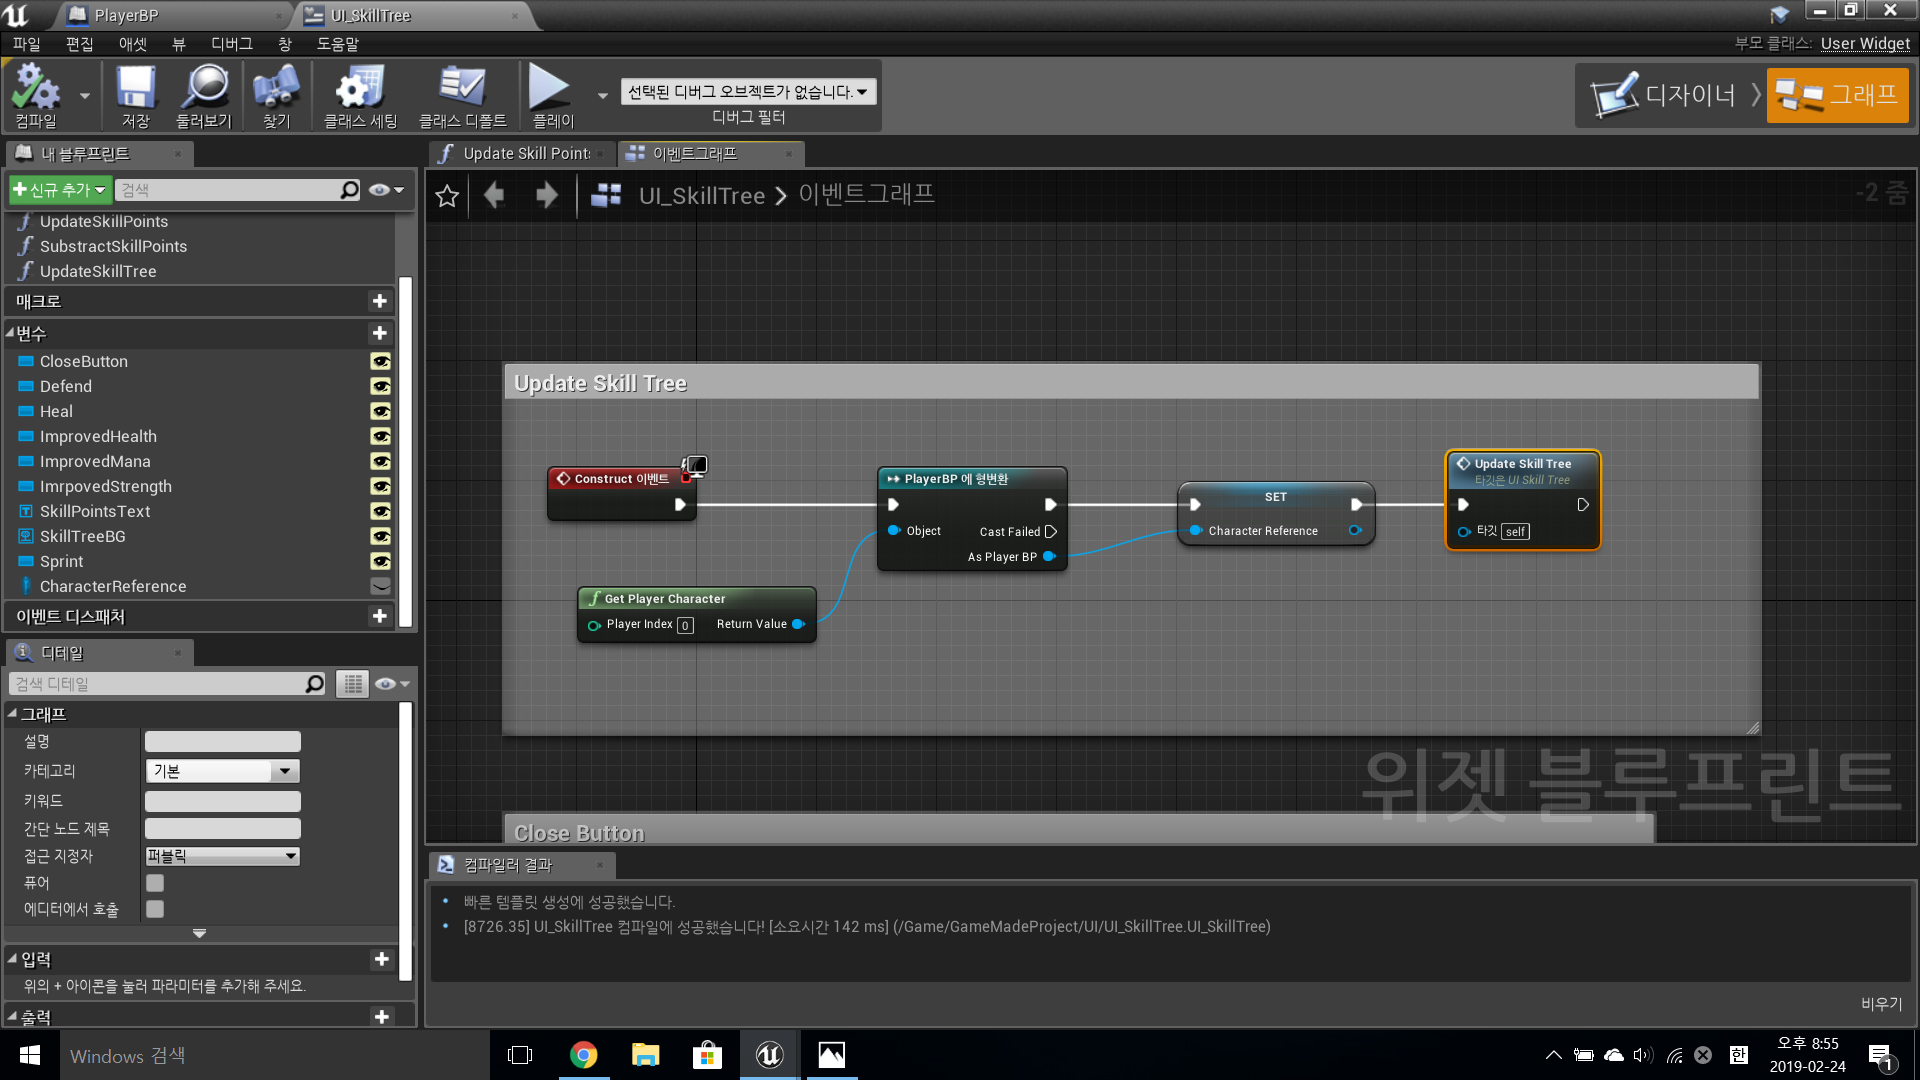 PlayerBP
UI_SkillTree
파일 편집 애셋 뷰 디버그 창 도움말
부모 클래스: User Widget
컴파일 저장 둘러보기 찾기 클래스 세팅 클래스 디폴트 플레이
선택된 디버그 오브젝트가 없습니다.
디버그 필터
디자이너
그래프
내 블루프린트
신규 추가
검색
UpdateSkillPoints
SubstractSkillPoints
UpdateSkillTree
매크로
변수
CloseButton
Defend
Heal
ImprovedHealth
ImprovedMana
ImrpovedStrength
SkillPointsText
SkillTreeBG
Sprint
CharacterReference
이벤트 디스패처
디테일
검색 디테일
그래프
설명
카테고리 기본
키워드
간단 노드 제목
접근 지정자 퍼블릭
퓨어
에디터에서 호출
입력
위의 + 아이콘을 눌러 파라미터를 추가해 주세요.
출력
Update Skill Point
이벤트그래프
UI_SkillTree 이벤트그래프
-2 줌
Update Skill Tree
Construct 이벤트
PlayerBP 에 형변환
Object
Cast Failed
As Player BP
Get Player Character
Player Index 0
Return Value
SET
Character Reference
Update Skill Tree
타깃은 UI Skill Tree
타깃 self
위젯 블루프린트
Close Button
컴파일러 결과
빠른 템플릿 생성에 성공했습니다.
[8726.35] UI_SkillTree 컴파일에 성공했습니다! [소요시간 142 ms] (/Game/GameMadeProject/UI/UI_SkillTree.UI_SkillTree)
비우기
Windows 검색
한
오후 8:55
2019-02-24
1